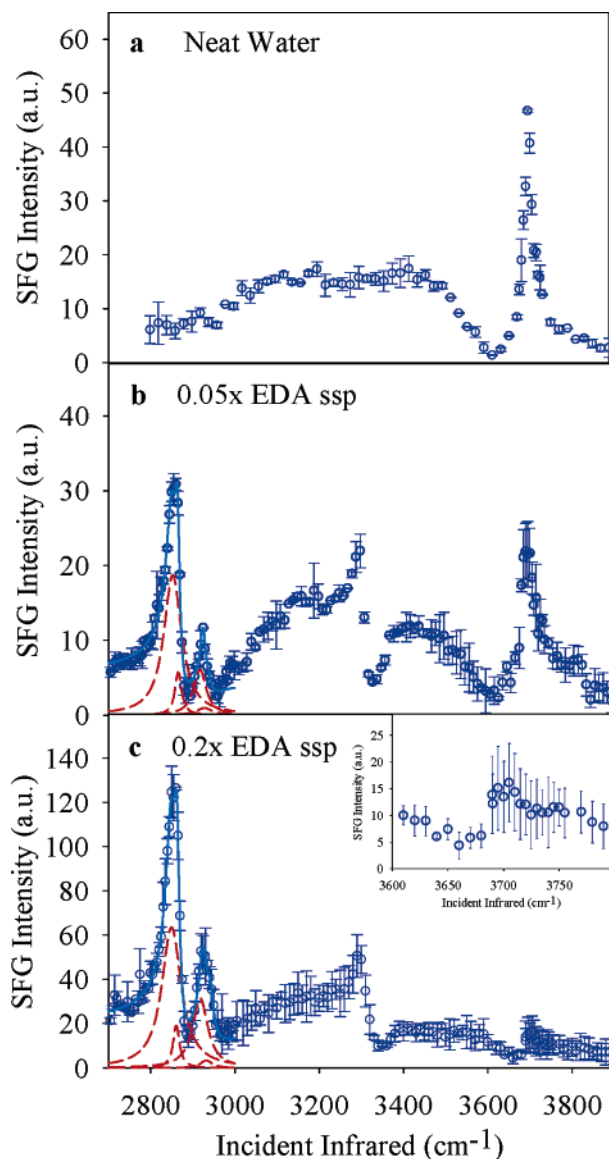 a Neat Water
SFG Intensity (a.u.)
60
50
40
30
20
10
0
b 0.05x EDA ssp
SFG Intensity (a.u.)
40
30
20
10
0
c 0.2x EDA ssp
SFG Intensity (a.u.)
140
120
100
80
60
40
20
0
SFG Intensity (a.u.)
25
20
15
10
5
0
3600 3650 3700 3750
Incident Infrared (cm-1)
2800 3000 3200 3400 3600 3800
Incident Infrared (cm-1)